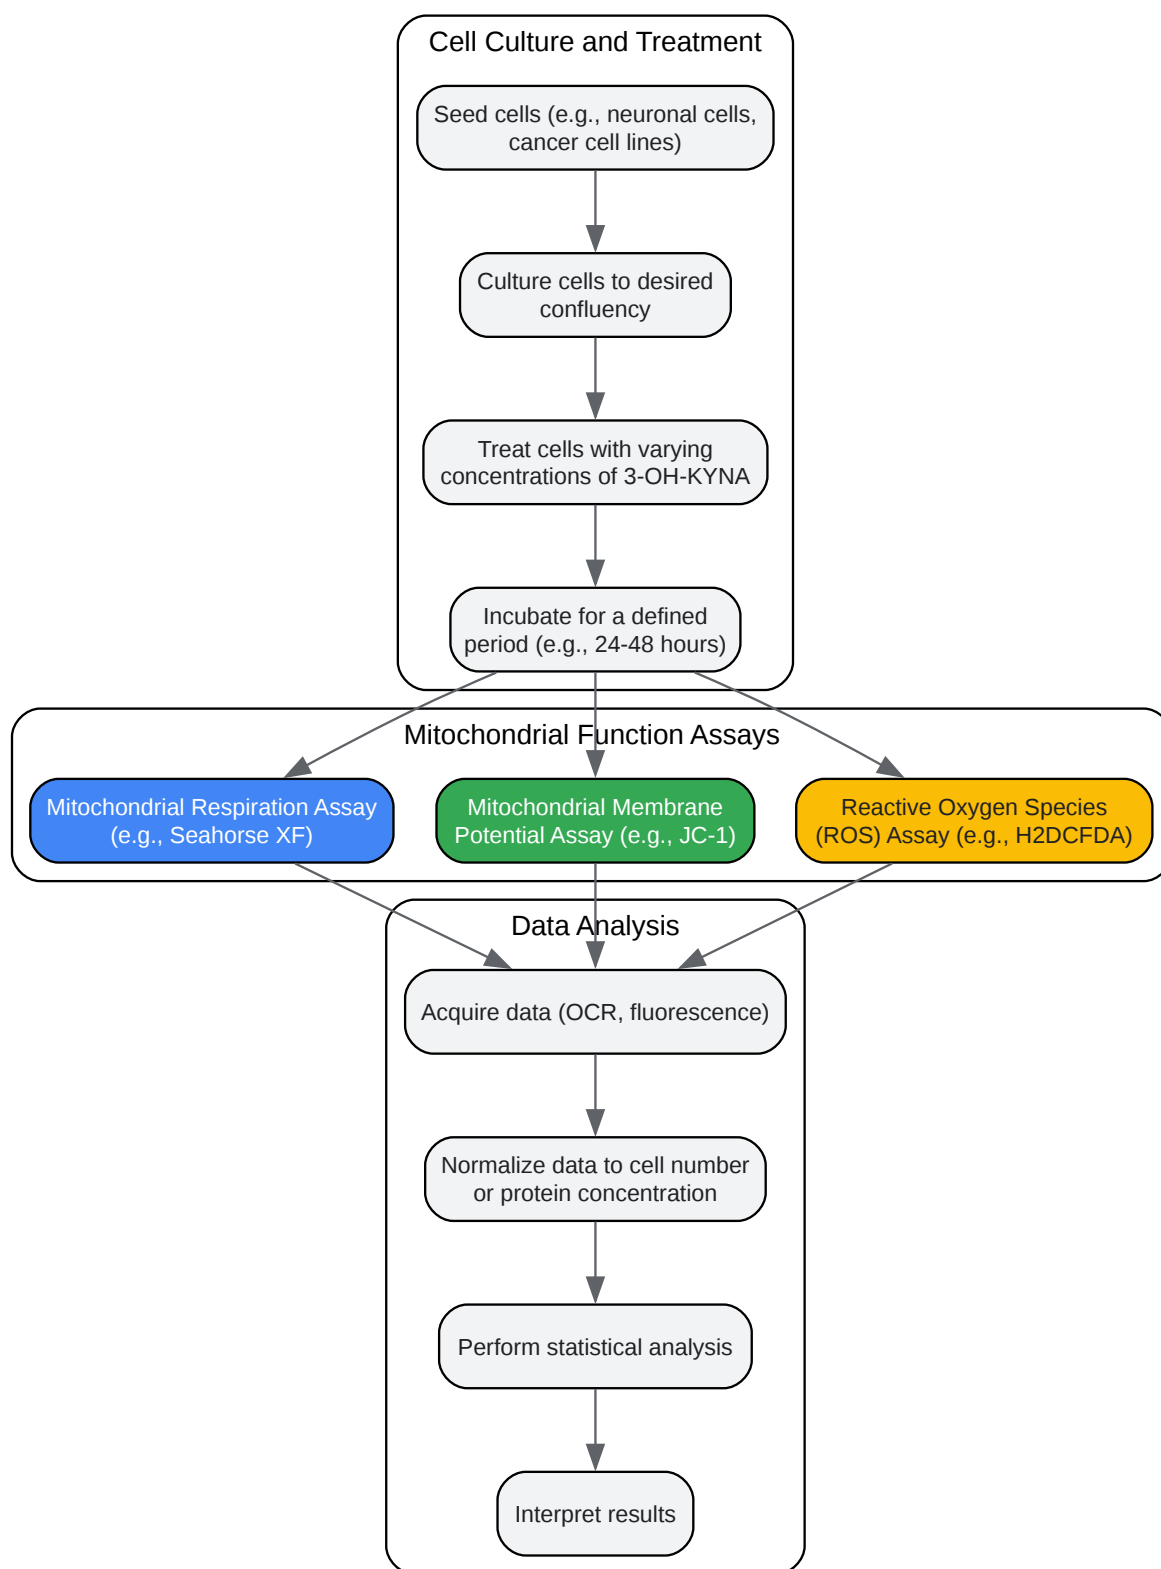 Cell Culture and Treatment
Seed cells (e.g., neuronal cells,
cancer cell lines)
Culture cells to desired
confluency
Treat cells with varying
concentrations of 3-OH-KYNA
Incubate for a defined
period (e.g., 24-48 hours)
Mitochondrial Function Assays
Mitochondrial Respiration Assay
(e.g., Seahorse XF)
Mitochondrial Membrane
Potential Assay (e.g., JC-1)
Reactive Oxygen Species
(ROS) Assay (e.g., H2DCFDA)
Data Analysis
Acquire data (OCR, fluorescence)
Normalize data to cell number
or protein concentration
Perform statistical analysis
Interpret results